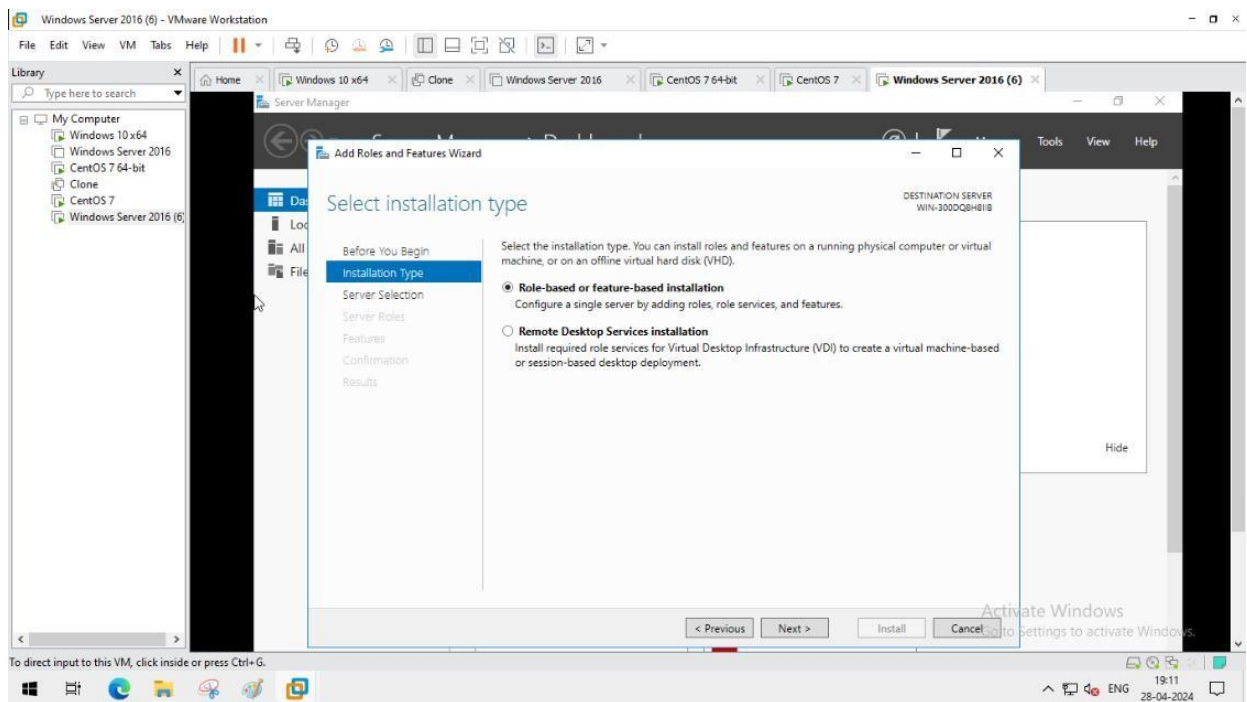 Windows Server 2016 (6) - VMware Workstation
File Edit View VM Tabs Help
Library
Home
Windows 10 x64
Clone
Windows Server 2016
CentOS 7 64-bit
CentOS 7
Windows Server 2016 (6)
Type here to search
My Computer
Windows 10 x64
Windows Server 2016
CentOS 7 64-bit
Clone
CentOS 7
Windows Server 2016 (6)
Server Manager
Tools View Help
Add Roles and Features Wizard
Select installation type
DESTINATION SERVER
Before You Begin
Installation Type
Server Selection
Server Roles
Features
Confirmation
Results
Select the installation type. You can install roles and features on a running physical computer or virtual
machine, or on an offline virtual hard disk (VHD).
Role-based or feature-based installation
Configure a single server by adding roles, role services, and features.
Remote Desktop Services installation
Install required role services for Virtual Desktop Infrastructure (VDI) to create a virtual machine-based
or session-based desktop deployment.
Das
Loc
All
File
Hide
< Previous
Next >
Install
Cancel
Activate Windows
Go to Settings to activate Windows.
To direct input to this VM, click inside or press Ctrl+G.
ENG
19:11
28-04-2024